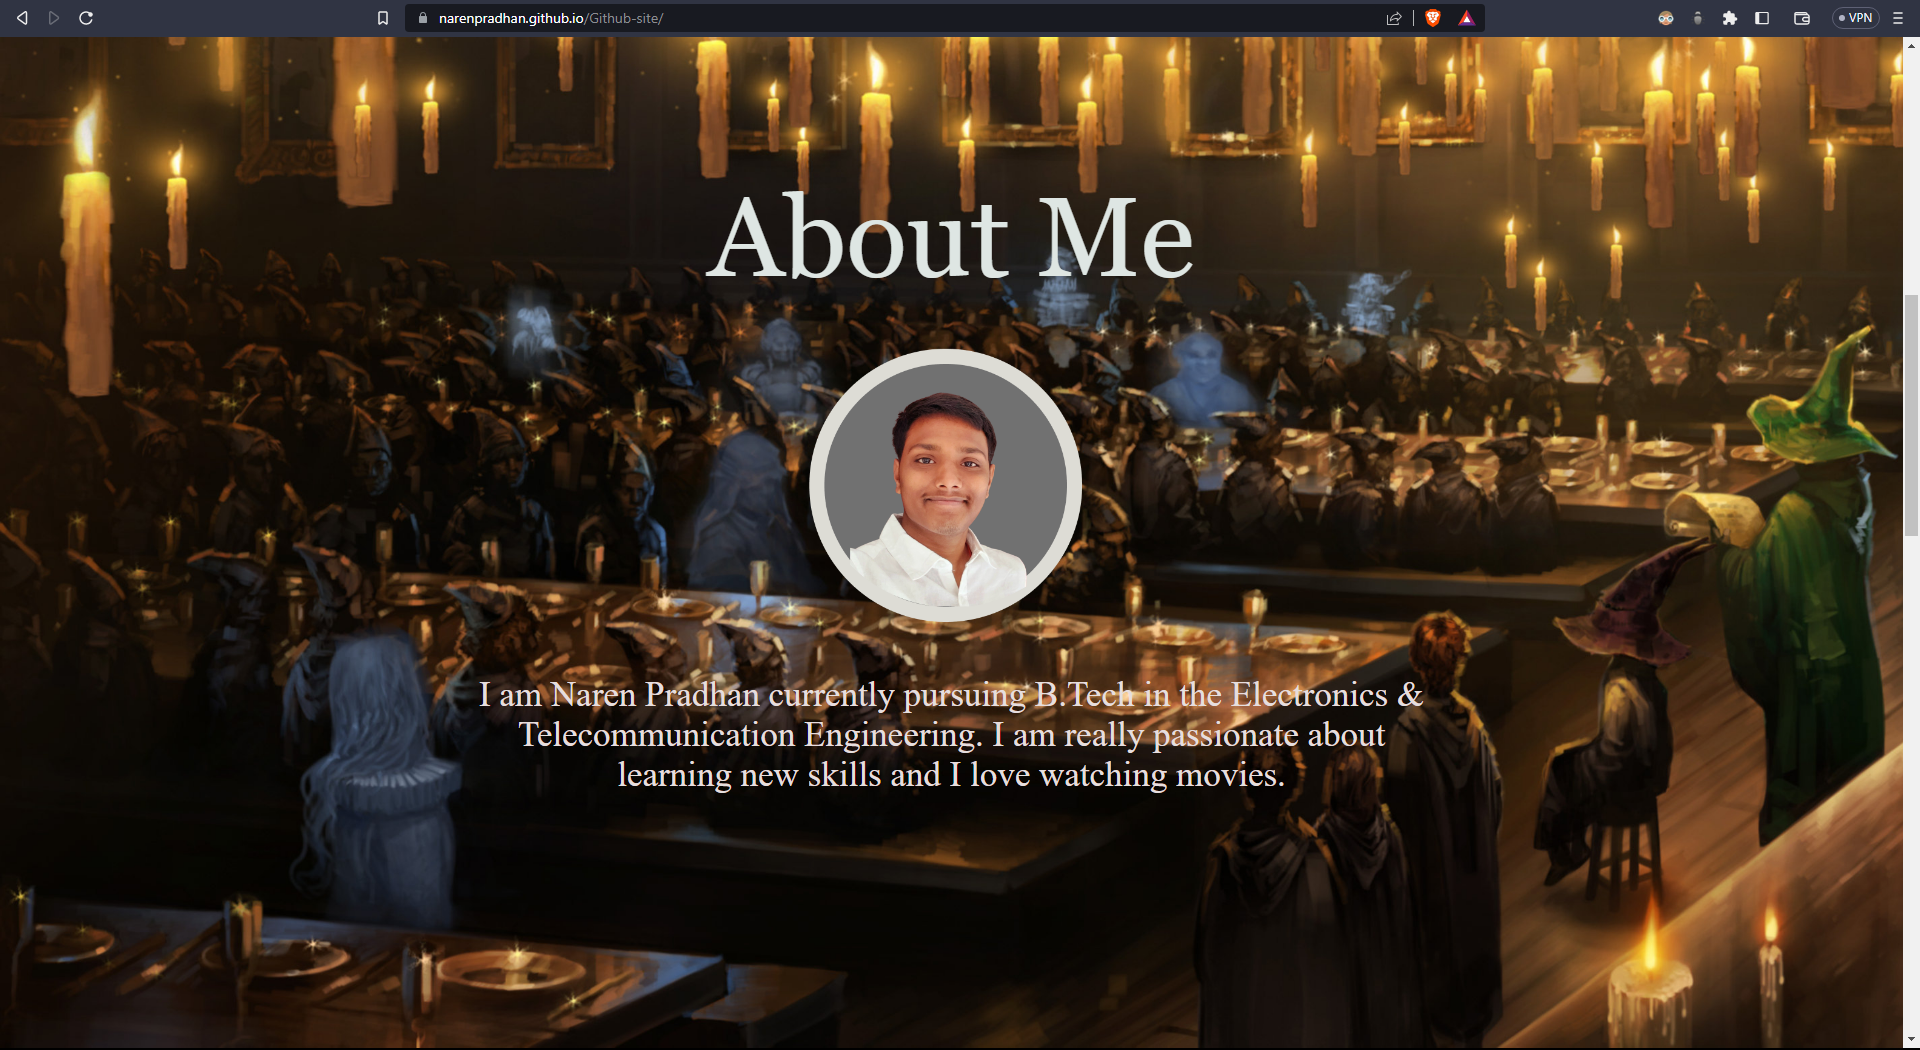 narenpradhan.github.io/Github-site/
VPN
About Me
I am Naren Pradhan currently pursuing B.Tech in the Electronics &
Telecommunication Engineering. I am really passionate about
learning new skills and I love watching movies.